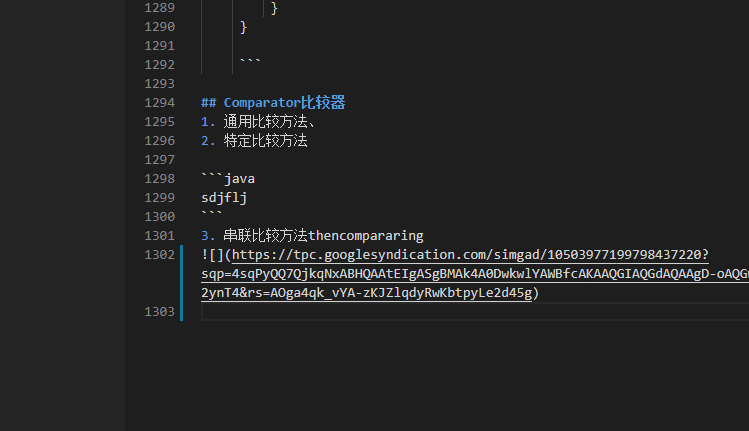 1289 }
1290 }
1291
1292 ```
1293
1294 ## Comparator比较器
1295 1. 通用比较方法、
1296 2. 特定比较方法
1297
1298 ```java
1299 sdjflj
1300 ```
1301 3. 串联比较方法thencompararing
1302 ![](https://tpc.googlesyndication.com/simgad/10503977199798437220?
sqp=4sqPyQQ7QjkqNxABHQAAtEIgASgBMAk4A0DwkwlYAWBfcAKAAQGIAQGdAQAAgD-oAQG
2ynT4&rs=AOga4qk_vYA-zKJZlqdyRwKbtpyLe2d45g)
1303